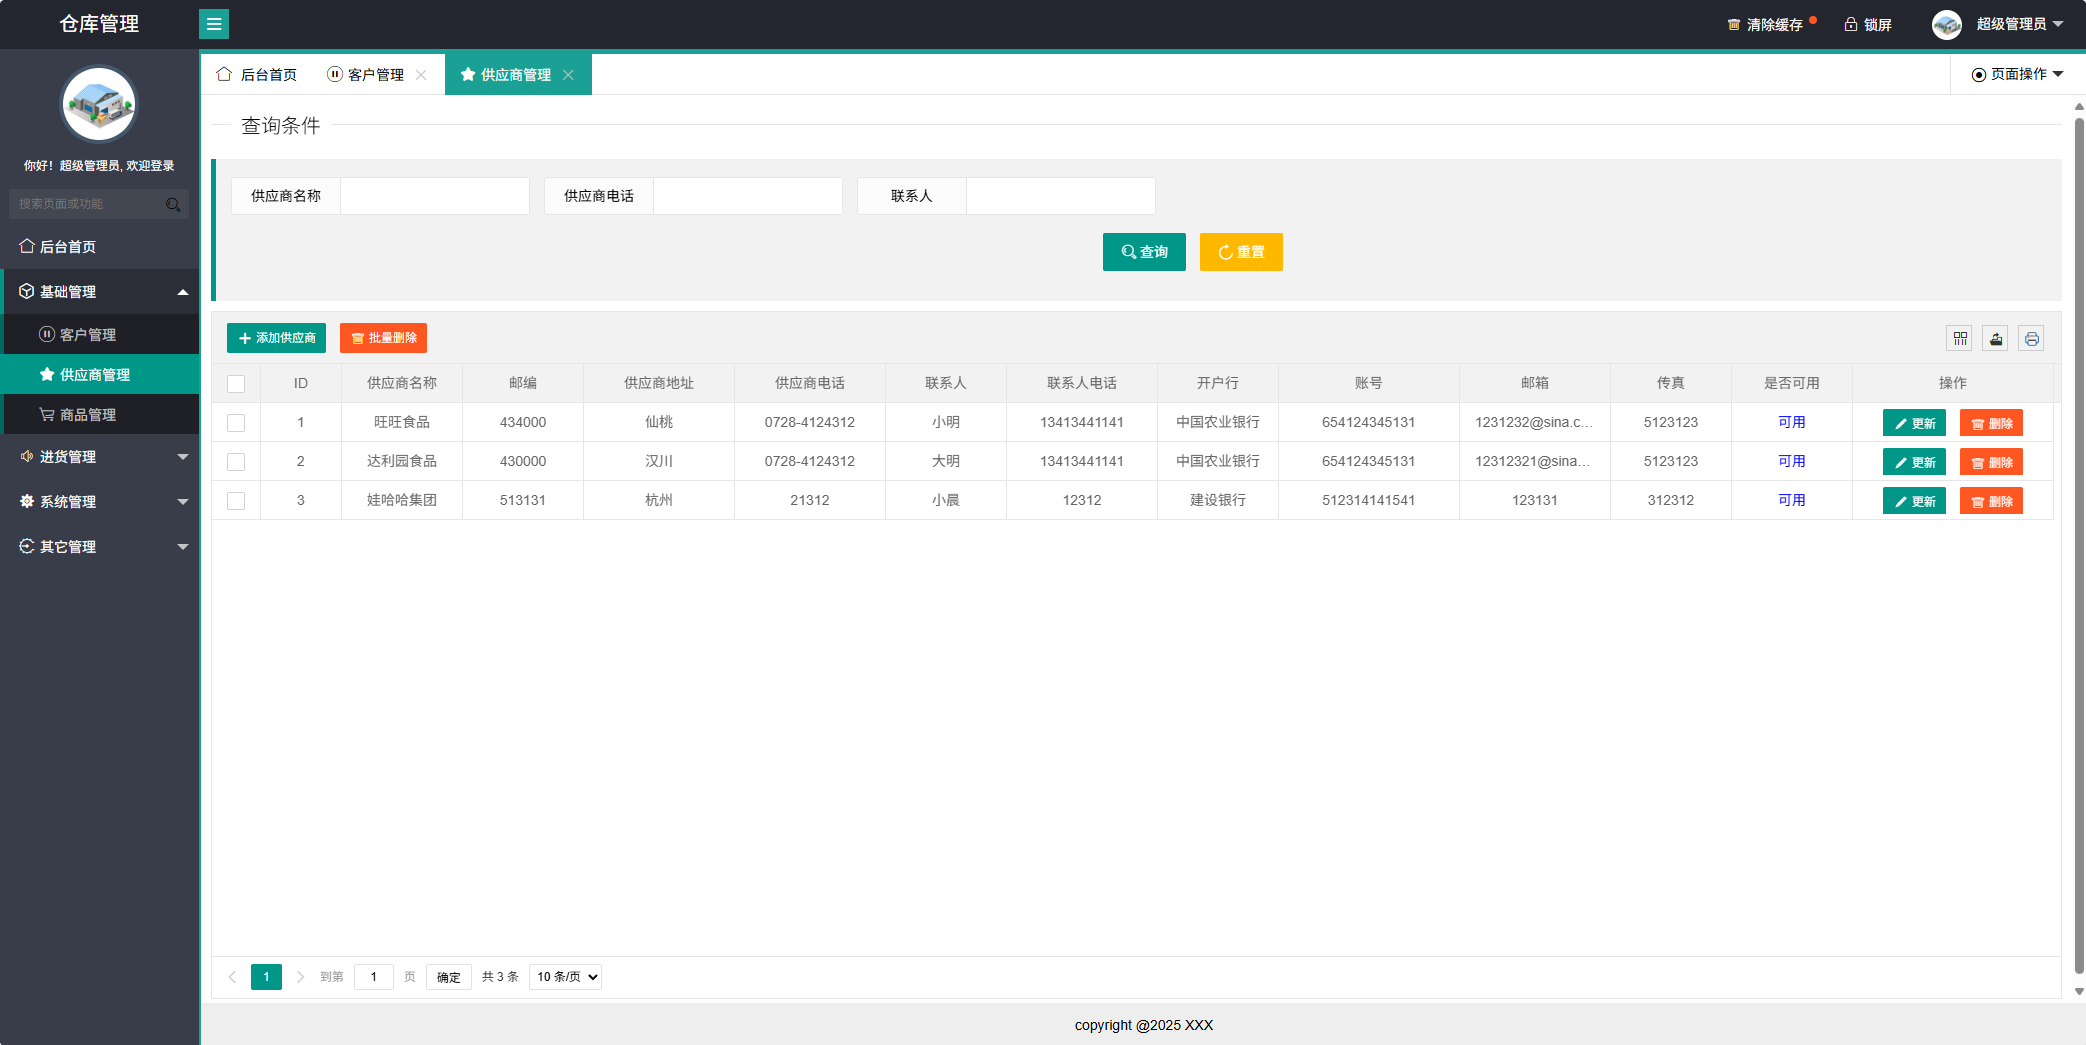 仓库管理
清除缓存
锁屏
超级管理员
你好！超级管理员, 欢迎登录
搜索页面或功能
后台首页
基础管理
客户管理
供应商管理
商品管理
进货管理
系统管理
其它管理
后台首页 客户管理 供应商管理 页面操作
查询条件
供应商名称 供应商电话 联系人
查询 重置
添加供应商 批量删除
ID 供应商名称 邮编 供应商地址 供应商电话 联系人 联系人电话 开户行 账号 邮箱 传真 是否可用 操作
1 旺旺食品 434000 仙桃 0728-4124312 小明 13413441141 中国农业银行 654124345131 1231232@sina.c... 5123123 可用 更新 删除
2 达利园食品 430000 汉川 0728-4124312 大明 13413441141 中国农业银行 654124345131 12312321@sina... 5123123 可用 更新 删除
3 娃哈哈集团 513131 杭州 21312 小晨 12312 建设银行 512314141541 123131 312312 可用 更新 删除
1 到第 1 页 确定 共 3 条 10 条/页
copyright @2025 XXX